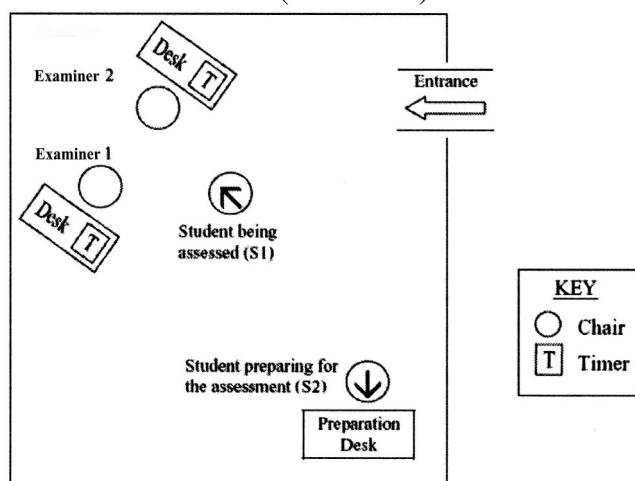 Desk T
Examiner 2
Entrance
Examiner 1
Desk T
Student being
assessed (S1)
KEY
Chair
T Timer
Student preparing for
the assessment (S2)
Preparation
Desk